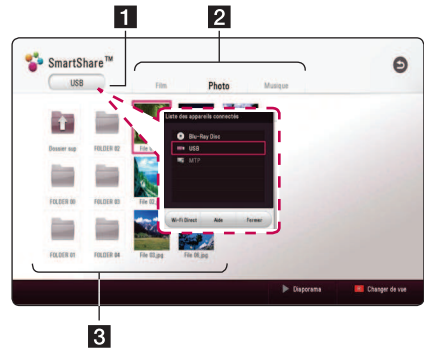 1
2
SmartShare™
USB
Film
Photo
Musique
Liste des appareils connectés
Blu-Ray Disc
USB
MTP
Wi-Fi Direct
Aide
Fermer
Dossier sup
FOLDER 02
FOLDER 00
FOLDER 03
File 02.
FOLDER 01
FOLDER 04
File 03.jpg
File 06.jpg
Diaporama
Changer de vue
3